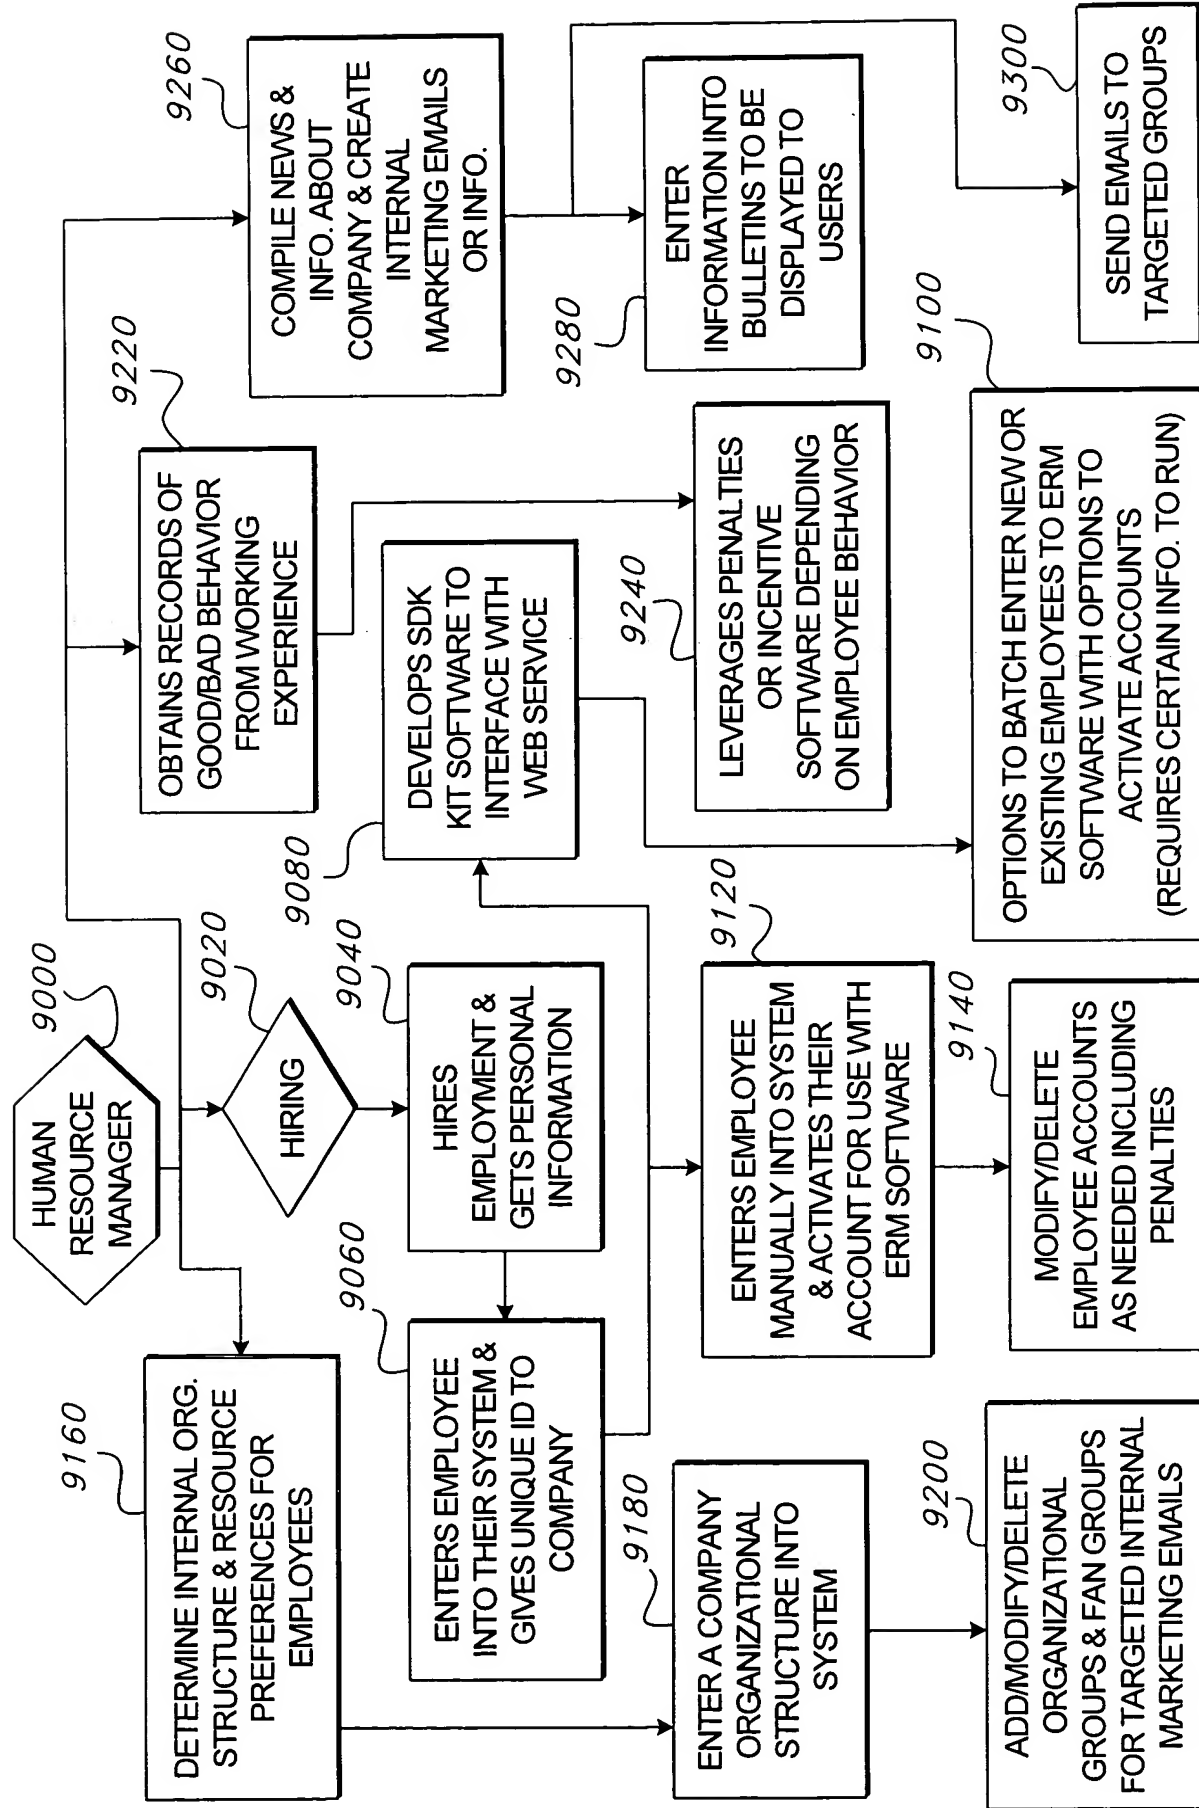 9000
HUMAN
RESOURCE
MANAGER
9020
HIRING
9040
HIRES
EMPLOYMENT &
GETS PERSONAL
INFORMATION
9060
ENTERS EMPLOYEE
INTO THEIR SYSTEM &
GIVES UNIQUE ID TO
COMPANY
9080
DEVELOPS SDK
KIT SOFTWARE TO
INTERFACE WITH
WEB SERVICE
9100
OPTIONS TO BATCH ENTER NEW OR
EXISTING EMPLOYEES TO ERM
SOFTWARE WITH OPTIONS TO
ACTIVATE ACCOUNTS
(REQUIRES CERTAIN INFO. TO RUN)
9120
ENTERS EMPLOYEE
MANUALLY INTO SYSTEM
& ACTIVATES THEIR
ACCOUNT FOR USE WITH
ERM SOFTWARE
9140
MODIFY/DELETE
EMPLOYEE ACCOUNTS
AS NEEDED INCLUDING
PENALTIES
9160
DETERMINE INTERNAL ORG.
STRUCTURE & RESOURCE
PREFERENCES FOR
EMPLOYEES
9180
ENTER A COMPANY
ORGANIZATIONAL
STRUCTURE INTO
SYSTEM
9200
ADD/MODIFY/DELETE
ORGANIZATIONAL
GROUPS & FAN GROUPS
FOR TARGETED INTERNAL
MARKETING EMAILS
9220
OBTAINS RECORDS OF
GOOD/BAD BEHAVIOR
FROM WORKING
EXPERIENCE
9240
LEVERAGES PENALTIES
OR INCENTIVE
SOFTWARE DEPENDING
ON EMPLOYEE BEHAVIOR
9260
COMPILE NEWS &
INFO. ABOUT
COMPANY & CREATE
INTERNAL
MARKETING EMAILS
OR INFO.
9280
ENTER
INFORMATION INTO
BULLETINS TO BE
DISPLAYED TO
USERS
9300
SEND EMAILS TO
TARGETED GROUPS